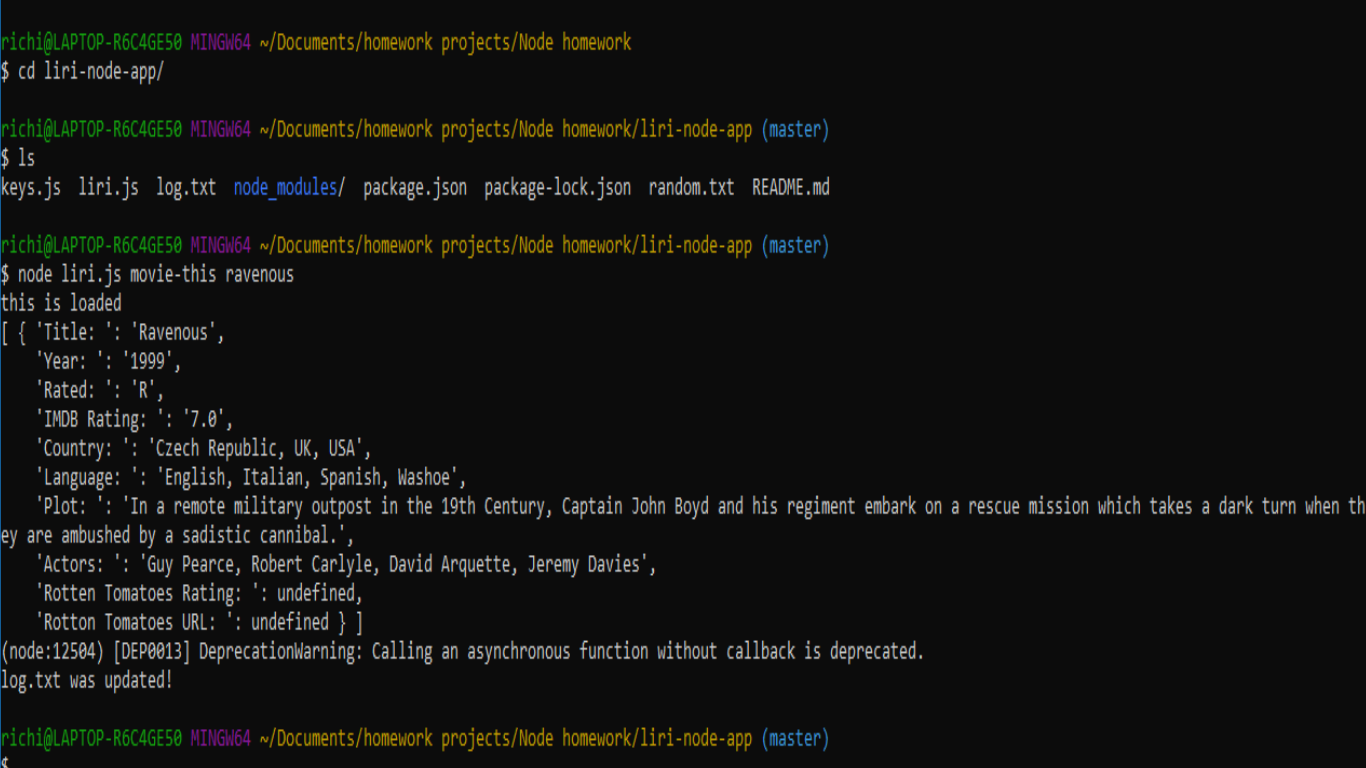 richi@LAPTOP-R6C4GE50 MINGW64 ~/Documents/homework projects/Node homework
$ cd liri-node-app/
richi@LAPTOP-R6C4GE50 MINGW64 ~/Documents/homework projects/Node homework/liri-node-app (master)
$ ls
keys.js  liri.js  log.txt  node_modules/  package.json  package-lock.json  random.txt  README.md
richi@LAPTOP-R6C4GE50 MINGW64 ~/Documents/homework projects/Node homework/liri-node-app (master)
$ node liri.js movie-this ravenous
this is loaded
[ { 'Title: ': 'Ravenous',
    'Year: ': '1999',
    'Rated: ': 'R',
    'IMDB Rating: ': '7.0',
    'Country: ': 'Czech Republic, UK, USA',
    'Language: ': 'English, Italian, Spanish, Washoe',
    'Plot: ': 'In a remote military outpost in the 19th Century, Captain John Boyd and his regiment embark on a rescue mission which takes a dark turn when th
ey are ambushed by a sadistic cannibal.',
    'Actors: ': 'Guy Pearce, Robert Carlyle, David Arquette, Jeremy Davies',
    'Rotten Tomatoes Rating: ': undefined,
    'Rotton Tomatoes URL: ': undefined } ]
(node:12504) [DEP0013] DeprecationWarning: Calling an asynchronous function without callback is deprecated.
log.txt was updated!
richi@LAPTOP-R6C4GE50 MINGW64 ~/Documents/homework projects/Node homework/liri-node-app (master)
$